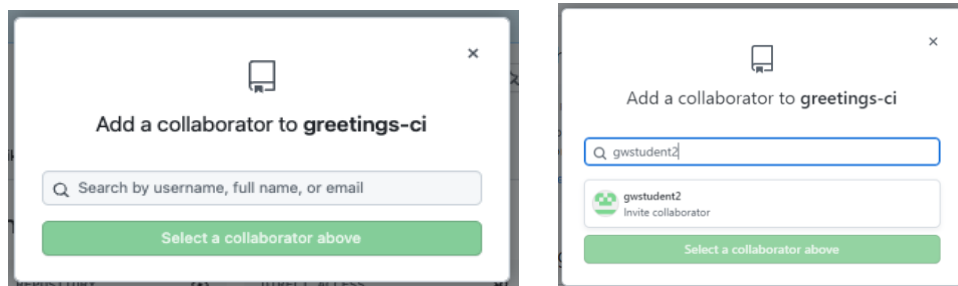 Add a collaborator to greetings-ci
Search by username, full name, or email
Select a collaborator above
Add a collaborator to greetings-ci
gwstudent2
gwstudent2
Invite collaborator
Select a collaborator above